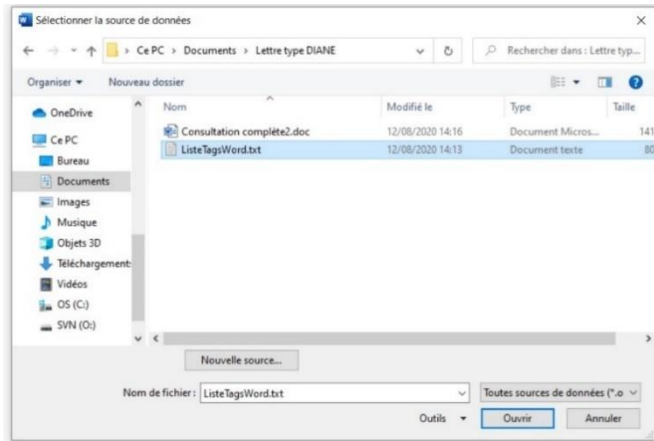 Sélectionner la source de données
Ce PC > Documents > Lettre type DIANE
Rechercher dans : Lettre typ...
Organiser
Nouveau dossier
Nom
Modifié le
Type
Taille
OneDrive
Ce PC
Bureau
Documents
Images
Musique
Objets 3D
Téléchargement
Vidéos
OS (C:)
SVN (O:)
Consultation complète2.doc 12/08/2020 14:16 Document Micros... 141
ListeTagsWord.txt 12/08/2020 14:13 Document texte 80
Nouvelle source...
Nom de fichier : ListeTagsWord.txt
Toutes sources de données (*.o
Outils
Ouvrir
Annuler